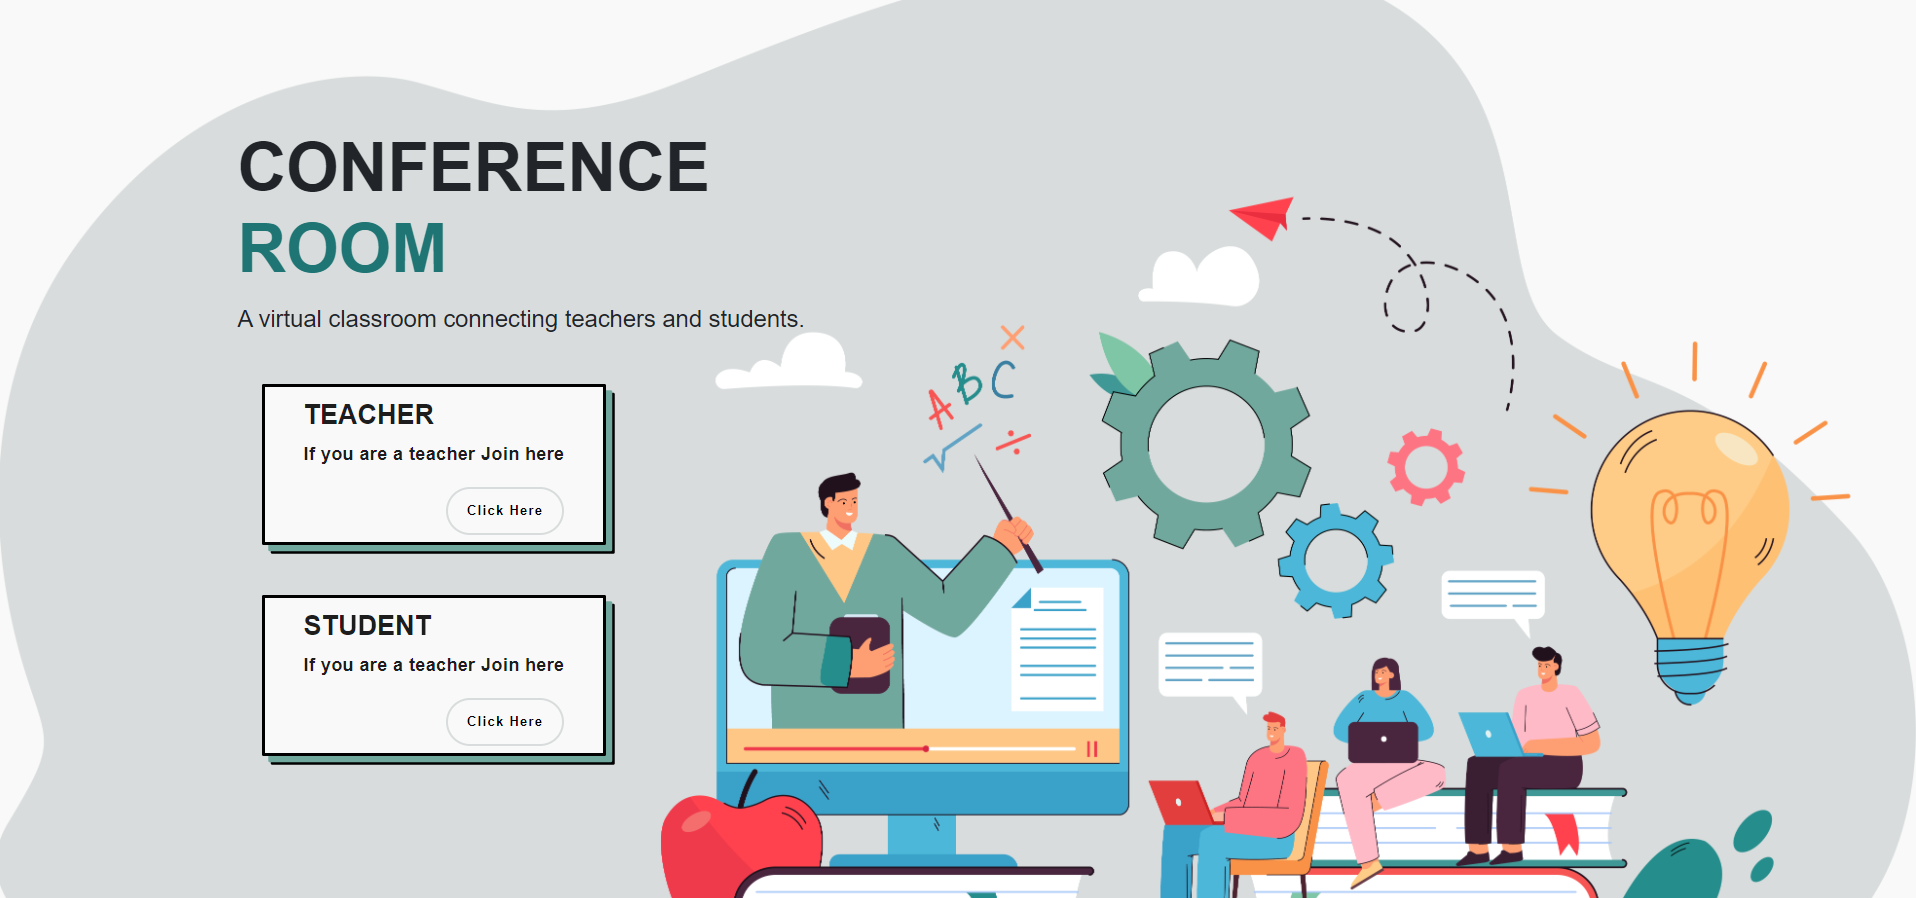 CONFERENCE
ROOM
A virtual classroom connecting teachers and students.
TEACHER
If you are a teacher Join here
Click Here
STUDENT
If you are a teacher Join here
Click Here
A B C